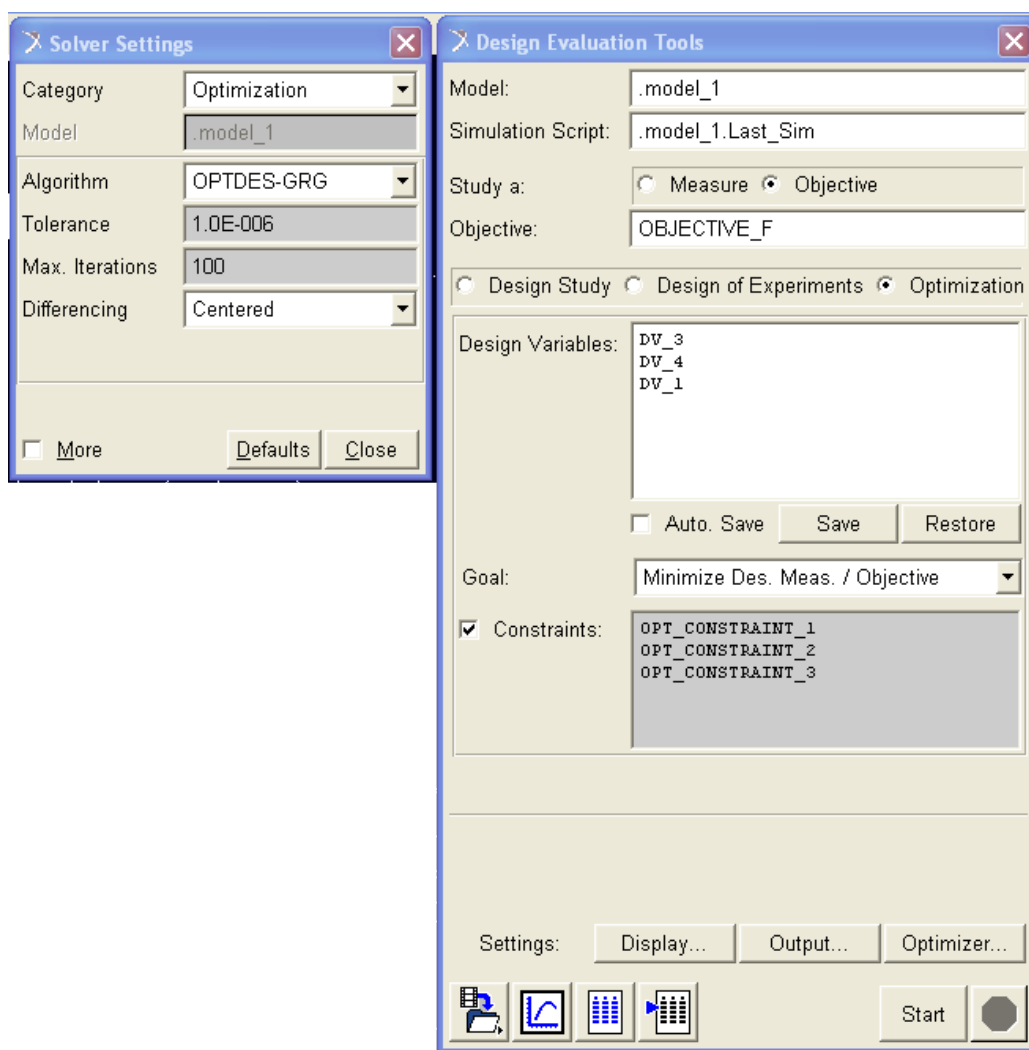 Solver Settings
Category Optimization
Model .model_1
Algorithm OPTDES-GRG
Tolerance 1.0E-006
Max. Iterations 100
Differencing Centered
More Defaults Close
Design Evaluation Tools
Model: .model_1
Simulation Script: .model_1.Last_Sim
Study a: Measure Objective
Objective: OBJECTIVE_F
Design Study Design of Experiments Optimization
Design Variables: DV_3
DV_4
DV_1
Auto. Save Save Restore
Goal: Minimize Des. Meas. / Objective
Constraints: OPT_CONSTRAINT_1
OPT_CONSTRAINT_2
OPT_CONSTRAINT_3
Settings: Display... Output... Optimizer...
Start